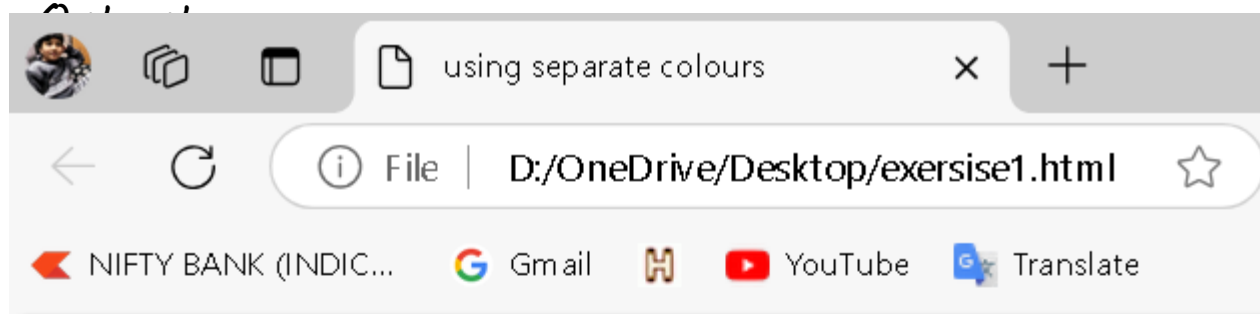 using separate colours
File D:/OneDrive/Desktop/exersise1.html
NIFTY BANK (INDIC... Gmail YouTube Translate